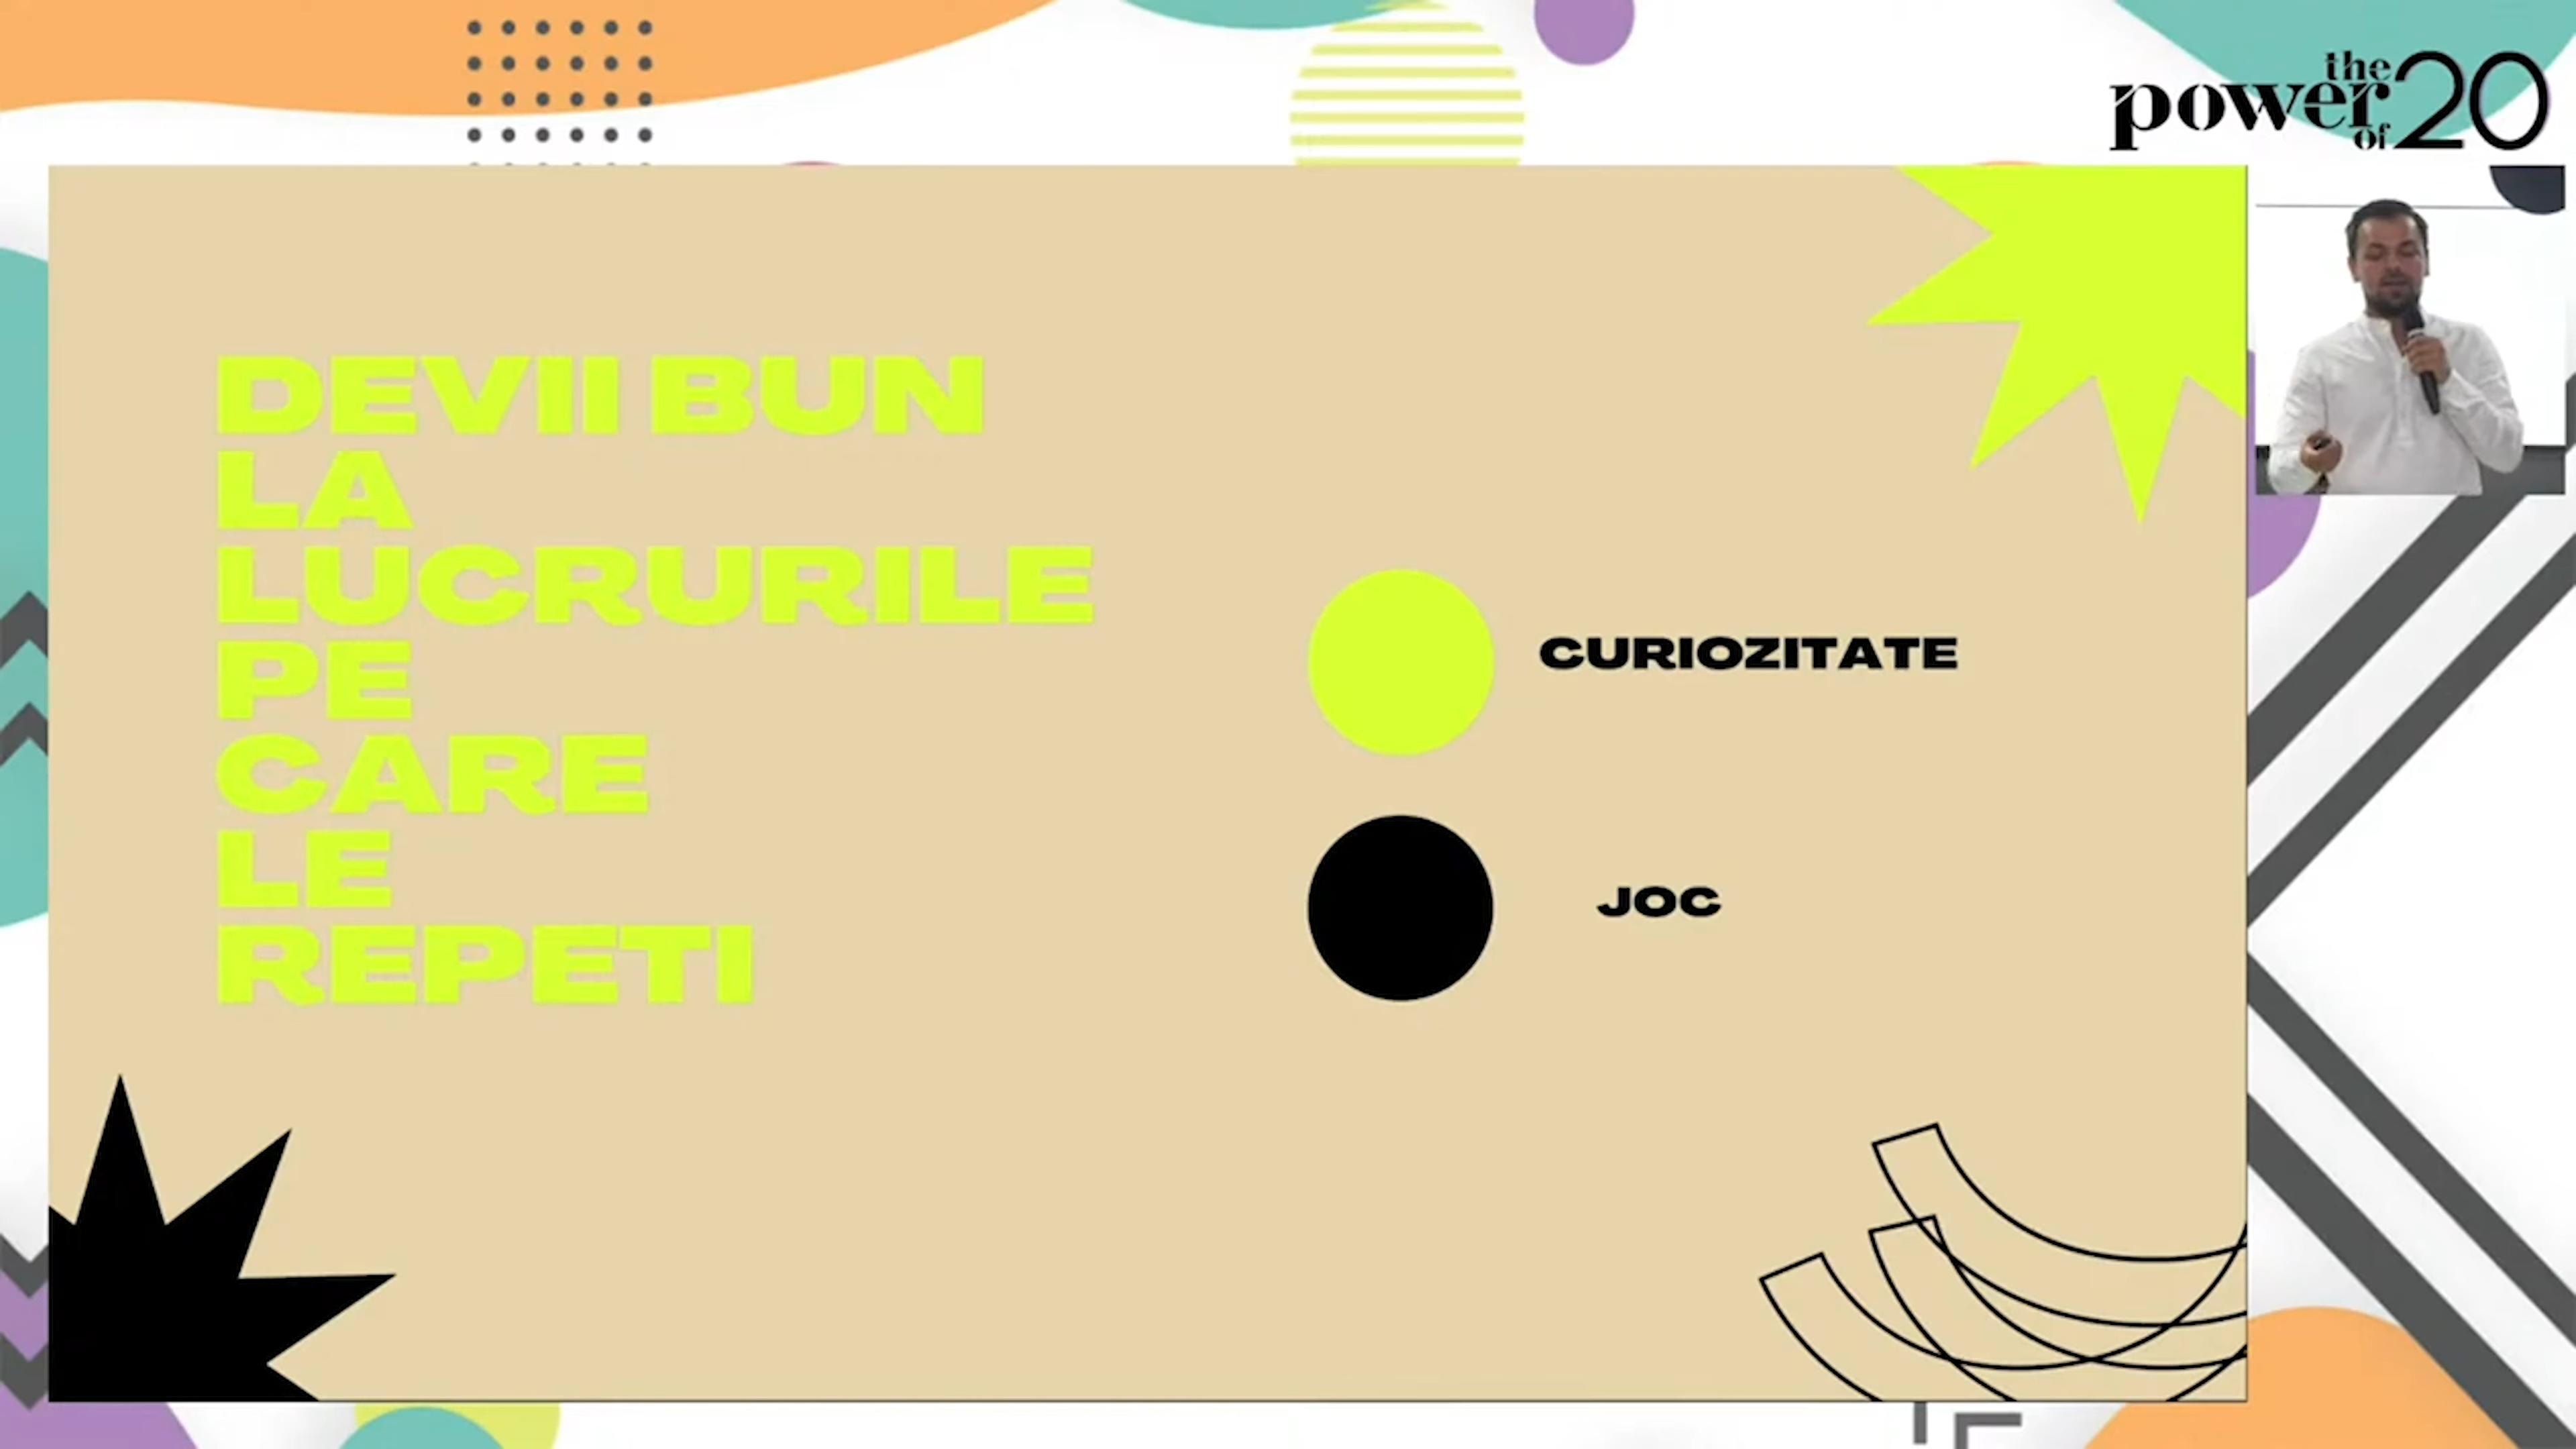 the
power
of 20
DEVII BUN
LA
LUCRURILE
PE
CARE
LE
REPETI
CURIOZITATE
JOC